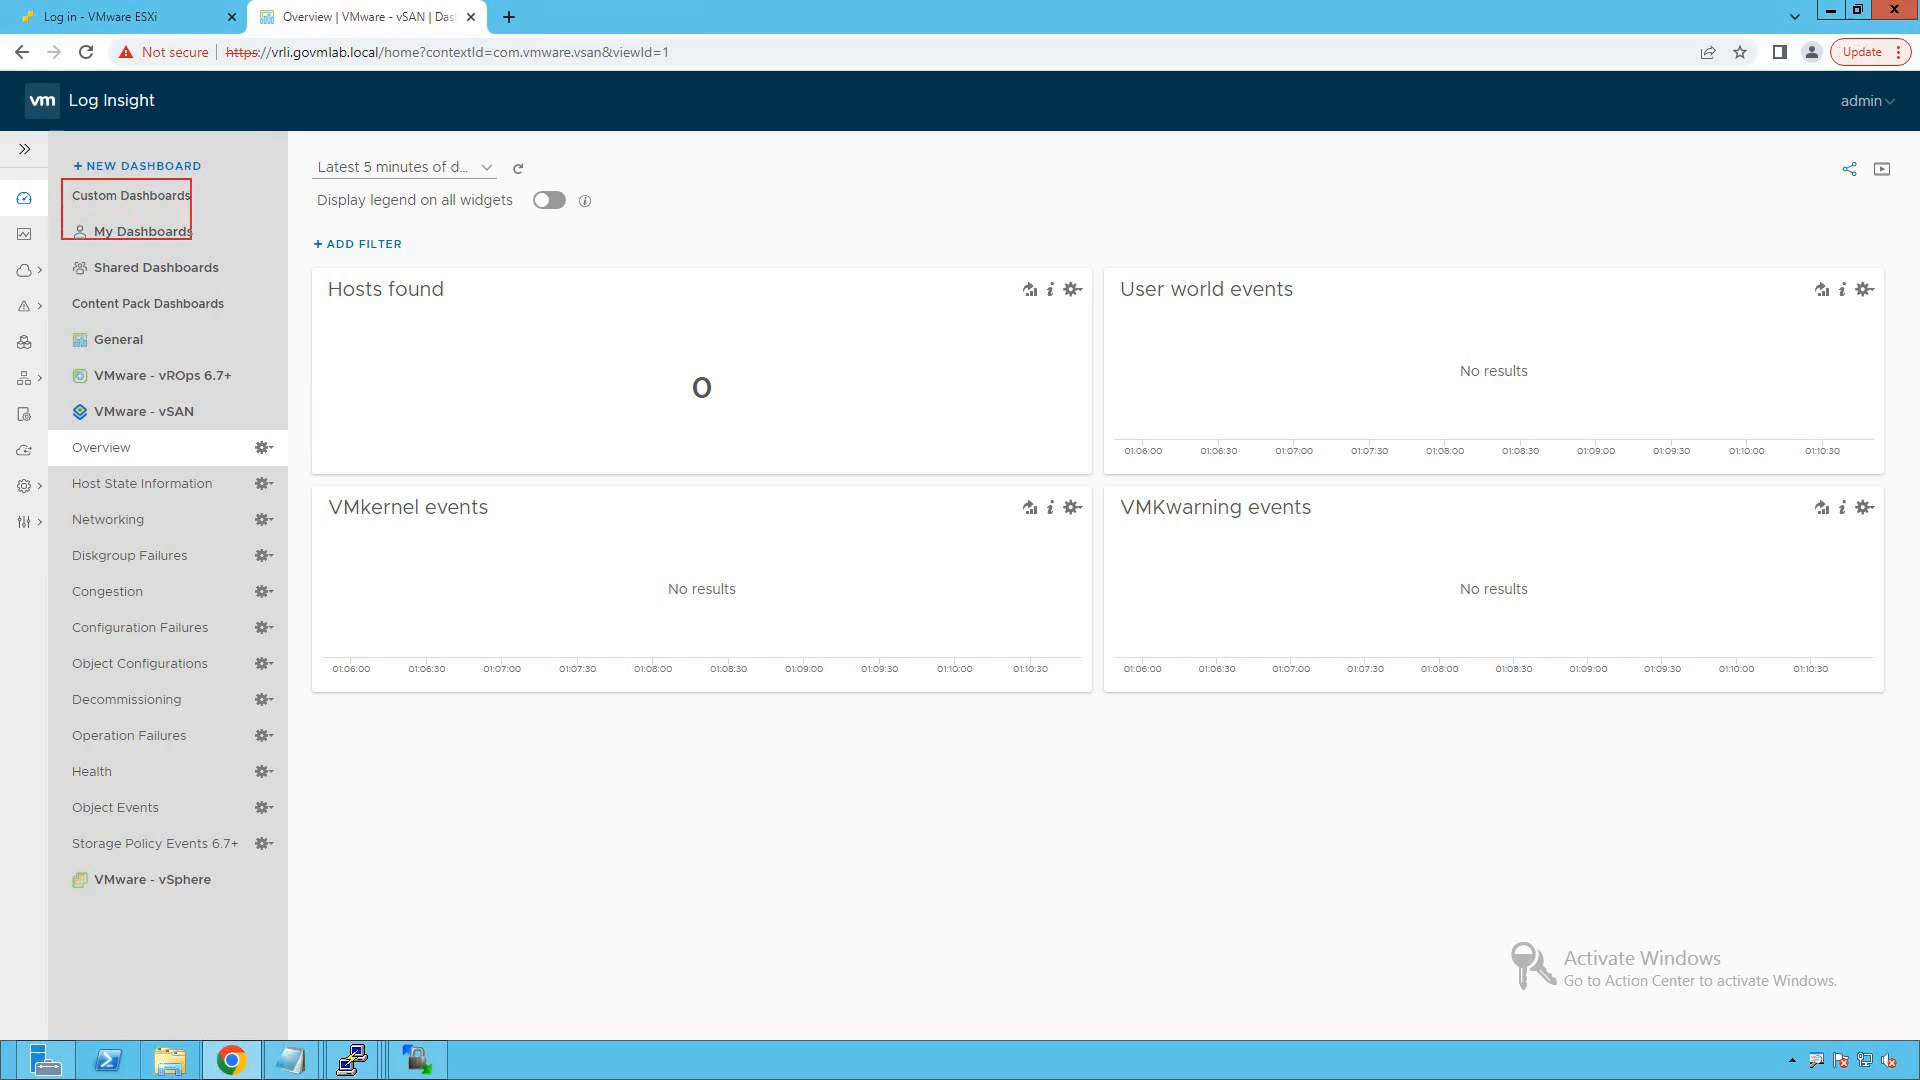 Log in - VMware ESXi
Overview | VMware - vSAN | Das
Not secure
https://vrli.govmlab.local/home?contextId=com.vmware.vsan&viewId=1
Update
vm Log Insight
admin
+ NEW DASHBOARD
Custom Dashboards
My Dashboards
Shared Dashboards
Content Pack Dashboards
General
VMware - vROps 6.7+
VMware - vSAN
Overview
Host State Information
Networking
Diskgroup Failures
Congestion
Configuration Failures
Object Configurations
Decommissioning
Operation Failures
Health
Object Events
Storage Policy Events 6.7+
VMware - vSphere
Latest 5 minutes of d...
Display legend on all widgets
+ ADD FILTER
Hosts found
0
User world events
No results
01:06:00 01:06:30 01:07:00 01:07:30 01:08:00 01:08:30 01:09:00 01:09:30 01:10:00 01:10:30
VMkernel events
No results
01:06:00 01:06:30 01:07:00 01:07:30 01:08:00 01:08:30 01:09:00 01:09:30 01:10:00 01:10:30
VMKwarning events
No results
01:06:00 01:06:30 01:07:00 01:07:30 01:08:00 01:08:30 01:09:00 01:09:30 01:10:00 01:10:30
Activate Windows
Go to Action Center to activate Windows.